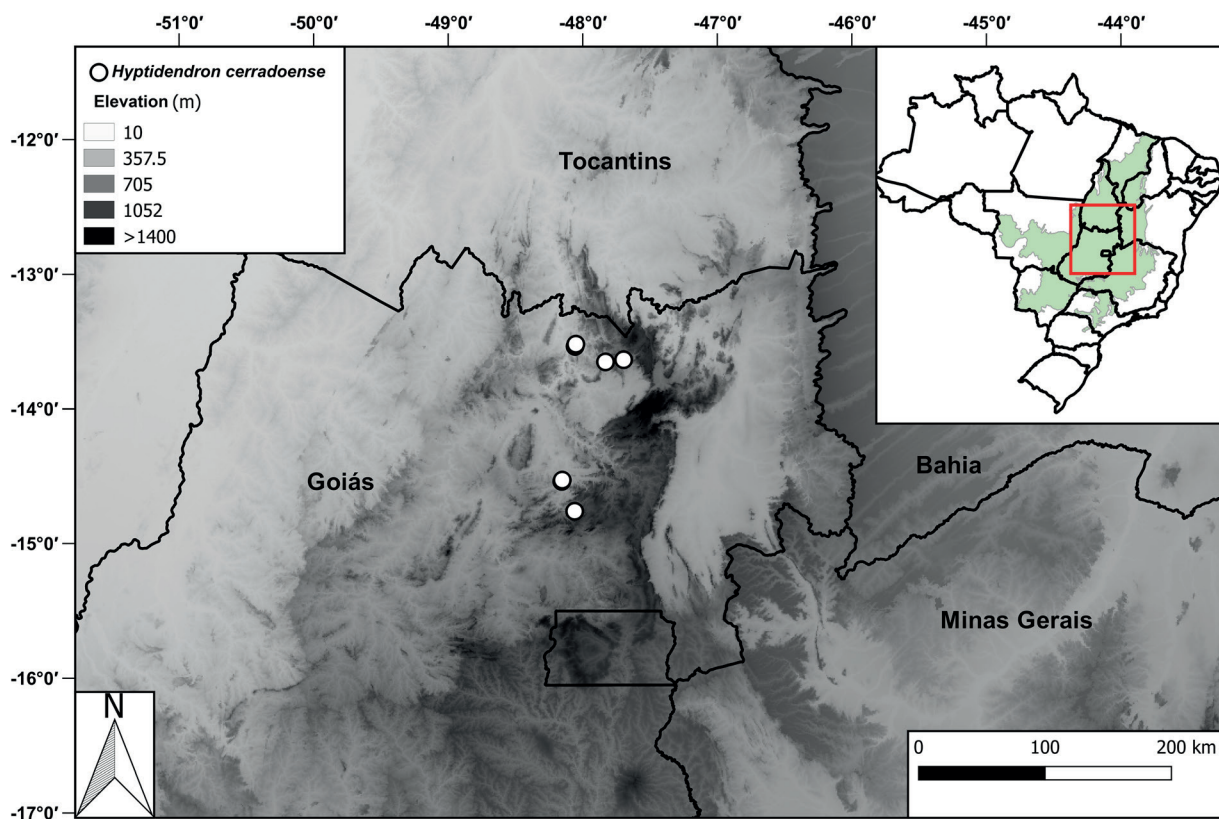 -51°0′ -50°0′ -49°0′ -48°0′ -47°0′ -46°0′ -45°0′ -44°0′
Hyptidendron cerradoense
Elevation (m)
10
357.5
705
1052
>1400
-12°0′
-13°0′
-14°0′
-15°0′
-16°0′
-17°0′
Tocantins
Goiás
Bahia
Minas Gerais
N
0 100 200 km